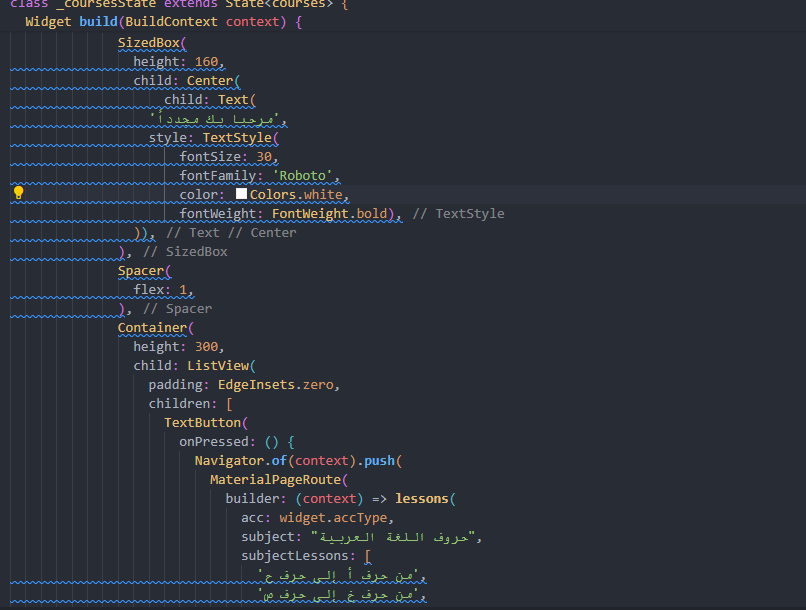 class _coursesState extends State<courses> {
Widget build(BuildContext context) {
SizedBox(
height: 160,
child: Center(
child: Text(
'مرحبا بك مجدداً',
style: TextStyle(
fontSize: 30,
fontFamily: 'Roboto',
color: Colors.white,
fontWeight: FontWeight.bold), // TextStyle
)), // Text // Center
), // SizedBox
Spacer(
flex: 1,
), // Spacer
Container(
height: 300,
child: ListView(
padding: EdgeInsets.zero,
children: [
TextButton(
onPressed: () {
Navigator.of(context).push(
MaterialPageRoute(
builder: (context) => lessons(
acc: widget.accType,
subject: "حروف اللغة العربية",
subjectLessons: [
'من حرف أ إلى حرف ح',
'من حرف خ إلى حرف ص',